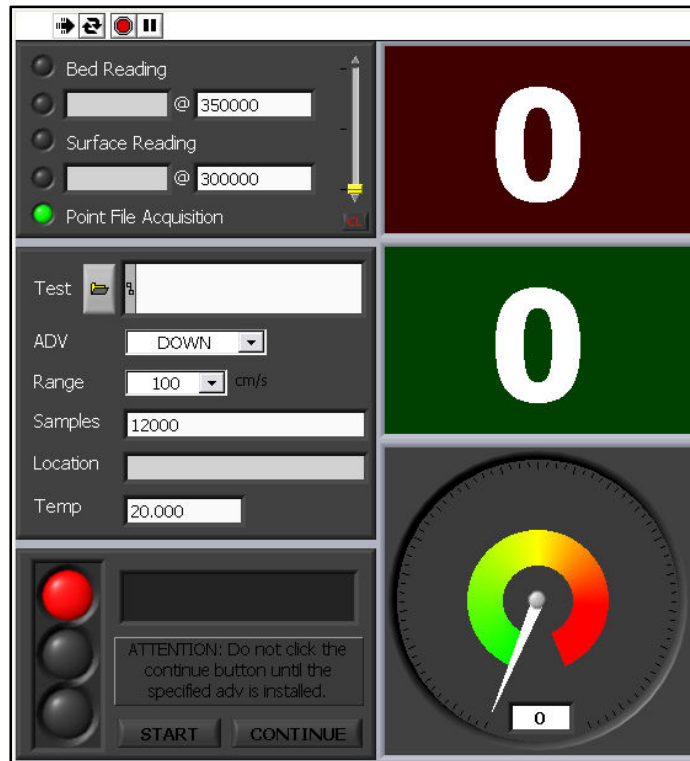 Bed Reading
@ 350000
Surface Reading
@ 300000
Point File Acquisition
CL
0
Test
ADV DOWN
Range 100 cm/s
Samples 12000
Location
Temp 20.000
0
ATTENTION: Do not click the
continue button until the
specified adv is installed.
START CONTINUE
0